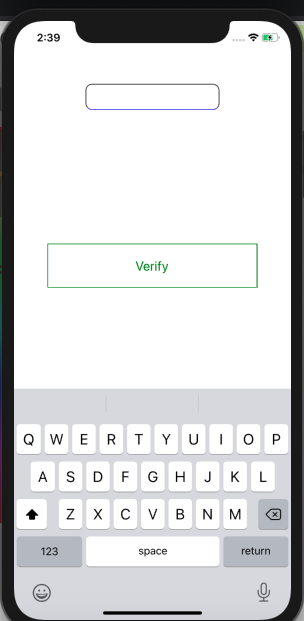 2:39
Verify
Q W E R T Y U I O P
A S D F G H J K L
Z X C V B N M
123 space return